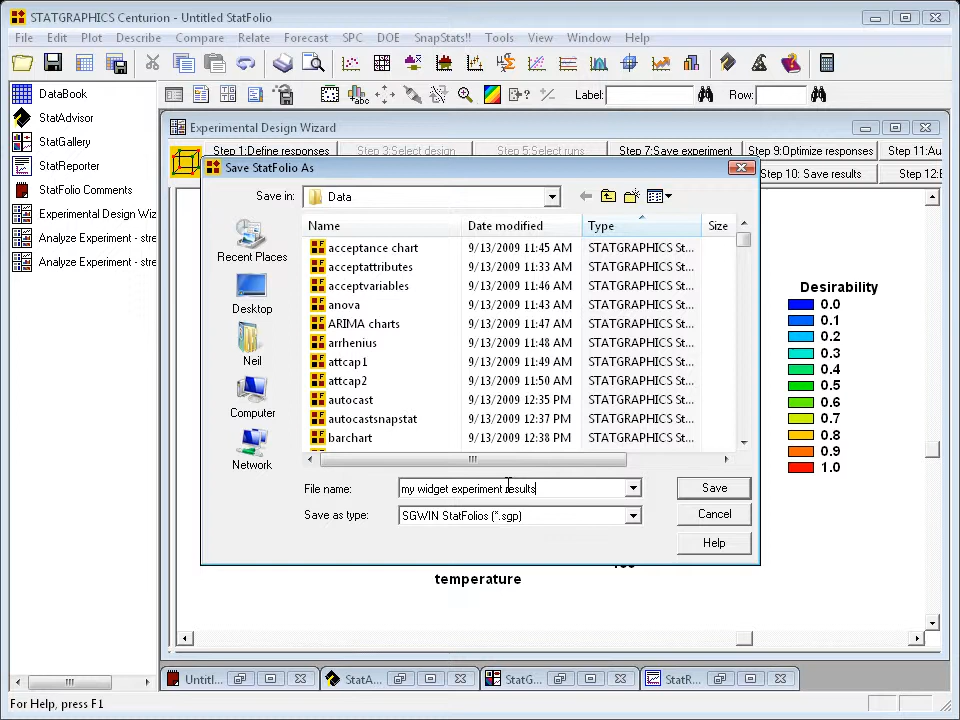 STATGRAPHICS Centurion - Untitled StatFolio
File Edit Plot Describe Compare Relate Forecast SPC DOE SnapStats!! Tools View Window Help
Label: Row:
DataBook
StatAdvisor
StatGallery
StatReporter
StatFolio Comments
Experimental Design Wiz
Analyze Experiment - stre
Analyze Experiment - stre
Experimental Design Wizard
Step 1:Define responses Step 3:Select design Step 5:Select runs Step 7:Save experiment Step 9:Optimize responses Step 11:Au
Step 10: Save results Step 12:E
Save StatFolio As
Save in: Data
Name Date modified Type Size
acceptance chart 9/13/2009 11:45 AM STATGRAPHICS St...
acceptattributes 9/13/2009 11:33 AM STATGRAPHICS St...
acceptvariables 9/13/2009 11:46 AM STATGRAPHICS St...
anova 9/13/2009 11:43 AM STATGRAPHICS St...
ARIMA charts 9/13/2009 11:47 AM STATGRAPHICS St...
arrhenius 9/13/2009 11:48 AM STATGRAPHICS St...
attcap1 9/13/2009 11:49 AM STATGRAPHICS St...
attcap2 9/13/2009 11:50 AM STATGRAPHICS St...
autocast 9/13/2009 12:35 PM STATGRAPHICS St...
autocastsnapstat 9/13/2009 12:37 PM STATGRAPHICS St...
barchart 9/13/2009 12:38 PM STATGRAPHICS St...
Recent Places
Desktop
Neil
Computer
Network
File name: my widget experiment results
Save as type: SGWIN StatFolios (*.sgp)
Save
Cancel
Help
Desirability
0.0
0.1
0.2
0.3
0.4
0.5
0.6
0.7
0.8
0.9
1.0
temperature
Untitl... StatA... StatG... StatR...
For Help, press F1